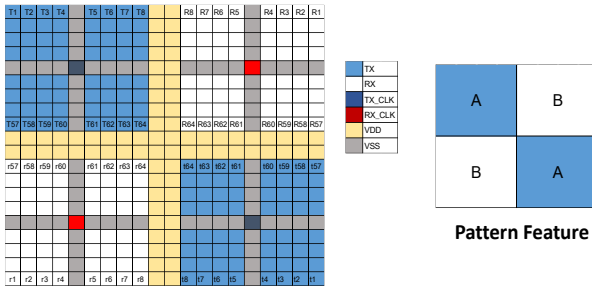 T1 T2 T3 T4 T5 T6 T7 T8 R8 R7 R6 R5 R4 R3 R2 R1
T57 T58 T59 T60 T61 T62 T63 T64 R64 R63 R62 R61 R60 R59 R58 R57
r57 r58 r59 r60 r61 r62 r63 r64 t64 t63 t62 t61 t60 t59 t58 t57
r1 r2 r3 r4 r5 r6 r7 r8 t8 t7 t6 t5 t4 t3 t2 t1
TX
RX
TX_CLK
RX_CLK
VDD
VSS
A B
B A
Pattern Feature